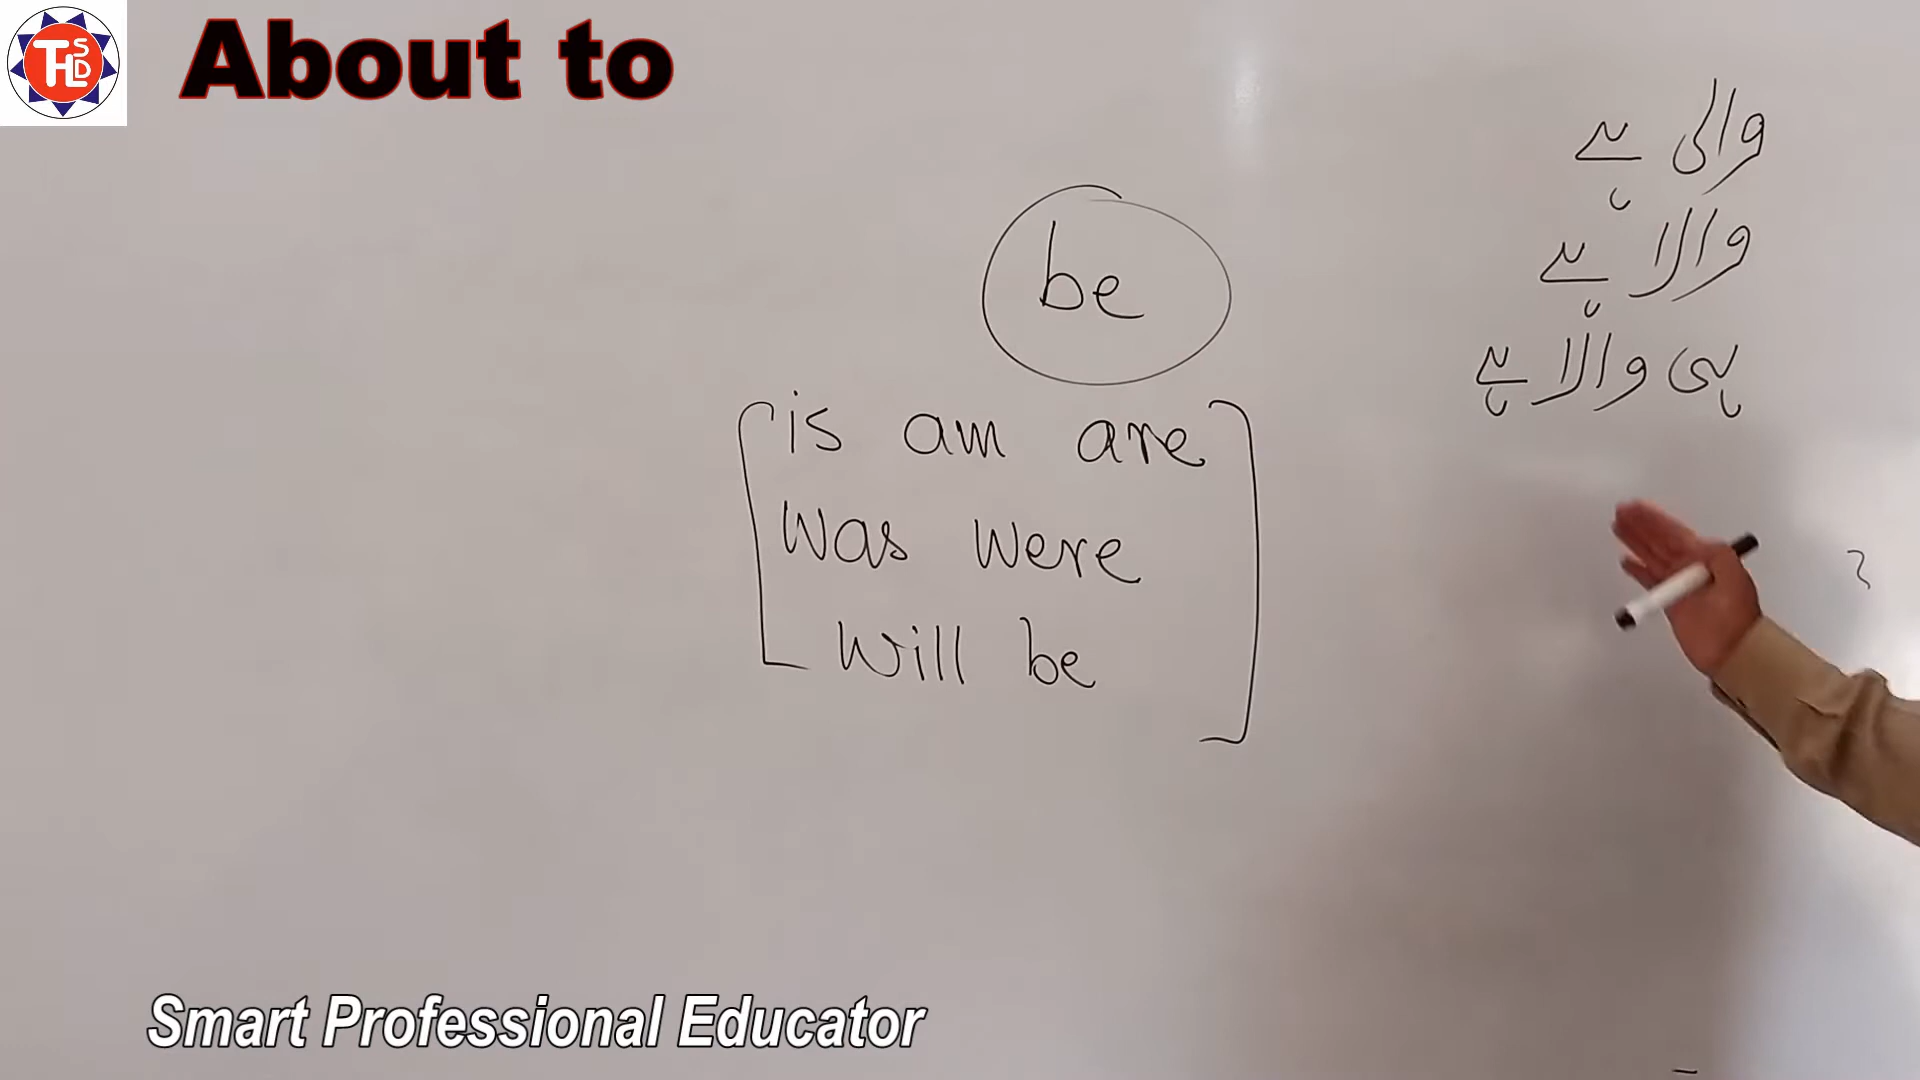 THSLD
About to
والی ہے
والا ہے
ہی والا ہے
be
is am are
was were
will be
Smart Professional Educator